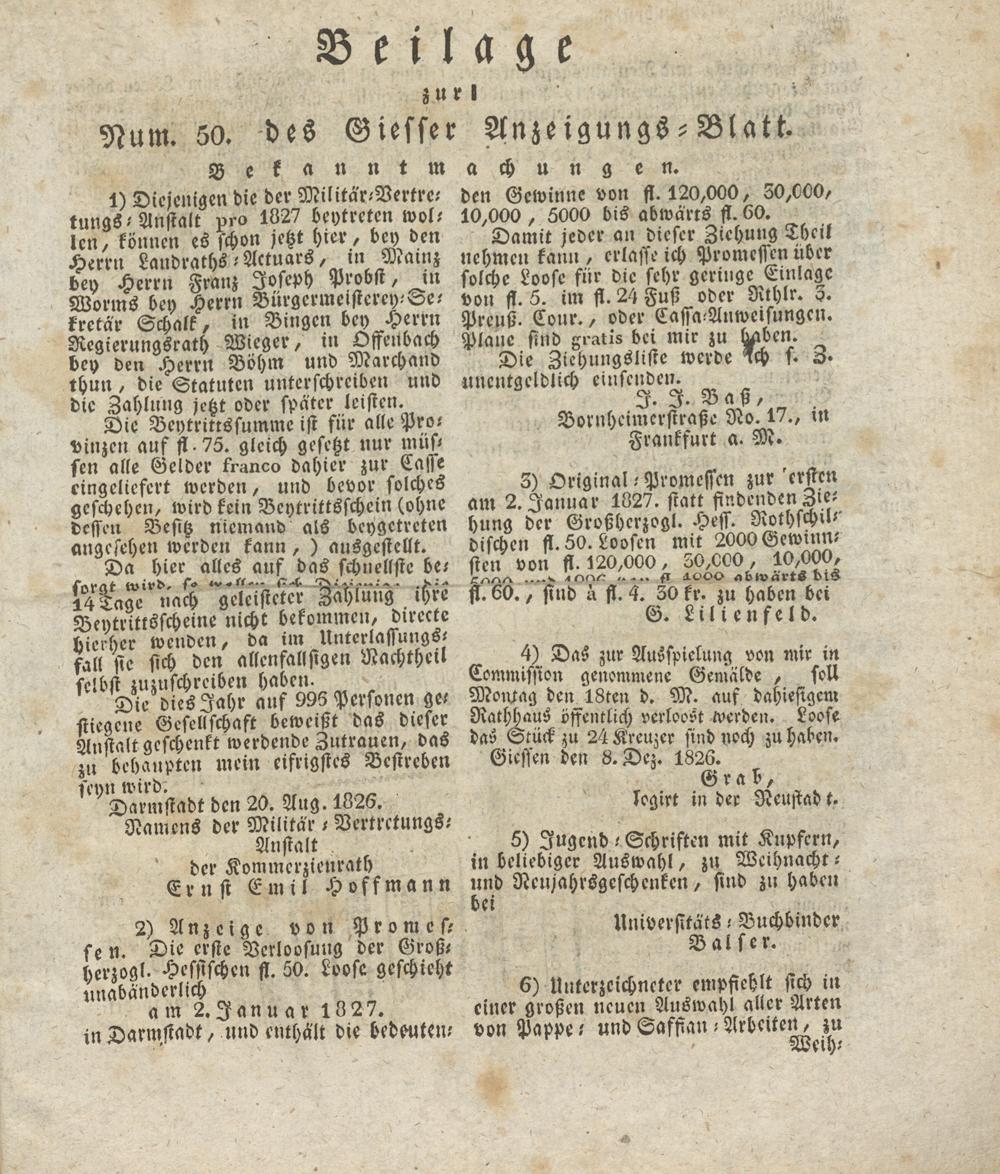 Beilage
zur
Num. 50. des Giesser Anzeigungs-Blatt.
Bekanntmachungen.
1) Diejenigen die der Militär-Vertre-
tungs-Anstalt pro 1827 beytreten wol-
len, können es schon jetzt hier, bey den
Herrn Landraths-Actuars, in Mainz
bey Herrn Franz Joseph Probst, in
Worms bey Herrn Bürgermeisterey-Se-
kretär Schalk, in Bingen bey Herrn
Regierungsrath Wieger, in Offenbach
bey den Herrn Böhm und Marchand
thun, die Statuten unterschreiben und
die Zahlung jetzt oder später leisten.
Die Beytrittssumme ist für alle Pro-
vinzen auf fl. 75. gleich gesetzt nur müs-
sen alle Gelder franco dahier zur Casse
eingeliefert werden, und bevor solches
geschehen, wird kein Beytrittsschein (ohne
dessen Besitz niemand als beygetreten
angesehen werden kann, ) ausgestellt.
Da hier alles auf das schnellste be-
sorgt wird, so wollen sich Diejenige, die
14 Tage nach geleisteter Zahlung ihre
Beytrittsscheine nicht bekommen, directe
hierher wenden, da im Unterlassungs-
fall sie sich den allenfallsigen Nachtheil
selbst zuzuschreiben haben.
Die dies Jahr auf 996 Personen ge-
stiegene Gesellschaft beweißt das dieser
Anstalt geschenkt werdende Zutrauen, das
zu behaupten mein eifrigstes Bestreben
seyn wird.
Darmstadt den 20. Aug. 1826.
Namens der Militär-Vertretungs-
Anstalt
der Kommerzienrath
Ernst Emil Hoffmann
2) Anzeige von Promes-
sen. Die erste Verloosung der Groß-
herzogl. Hessischen fl. 50. Loose geschieht
unabänderlich
am 2. Januar 1827.
in Darmstadt, und enthält die bedeuten-
den Gewinne von fl. 120,000, 30,000,
10,000, 5000 bis abwärts fl. 60.
Damit jeder an dieser Ziehung Theil
nehmen kann, erlasse ich Promessen über
solche Loose für die sehr geringe Einlage
von fl. 5. im fl. 24 Fuß oder Rthlr. 3.
Preuß. Cour., oder Cassa-Anweisungen.
Plane sind gratis bei mir zu haben.
Die Ziehungsliste werde ich s. Z.
unentgeldlich einsenden.
J. J. Baß,
Bornheimerstraße No. 17., in
Frankfurt a. M.
3) Original-Promessen zur ersten
am 2. Januar 1827. statt findenden Zie-
hung der Großherzogl. Hess. Rothschil-
dischen fl. 50. Loosen mit 2000 Gewinn-
sten von fl. 120,000, 30,000, 10,000,
5000 abwärts bis
fl. 60., sind à fl. 4. 30 kr. zu haben bei
G. Lilienfeld.
4) Das zur Ausspielung von mir in
Commission genommene Gemälde, soll
Montag den 18ten d. M. auf dahiesigem
Rathhaus öffentlich verloost werden. Loose
das Stück zu 24 Kreuzer sind noch zu haben.
Giessen den 8. Dez. 1826.
Grab,
logirt in der Neustadt.
5) Jugend-Schriften mit Kupfern,
in beliebiger Auswahl, zu Weihnacht-
und Neujahrsgeschenken, sind zu haben
bei
Universitäts-Buchbinder
Balser.
6) Unterzeichneter empfiehlt sich in
einer großen neuen Auswahl aller Arten
von Pappe- und Saffian-Arbeiten, zu
Weih-